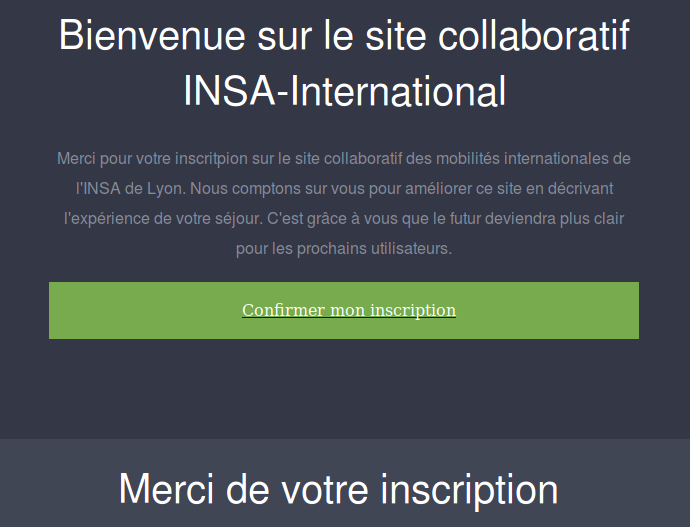 Bienvenue sur le site collaboratif
INSA-International
Merci pour votre inscritpion sur le site collaboratif des mobilités internationales de
l'INSA de Lyon. Nous comptons sur vous pour améliorer ce site en décrivant
l'expérience de votre séjour. C'est grâce à vous que le futur deviendra plus clair
pour les prochains utilisateurs.
Confirmer mon inscription
Merci de votre inscription